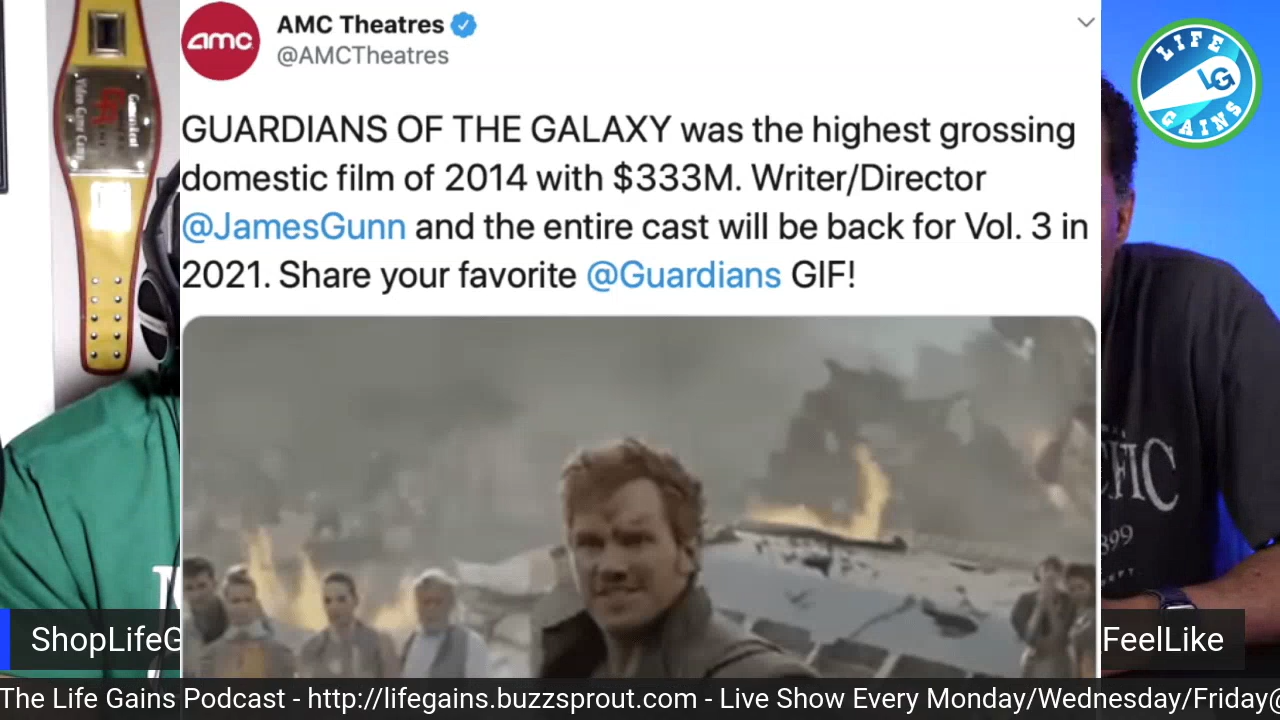 AMC Theatres
amc
@AMCTheatres
GUARDIANS OF THE GALAXY was the highest grossing
domestic film of 2014 with $333M. Writer/Director
@JamesGunn and the entire cast will be back for Vol. 3 in
2021. Share your favorite @Guardians GIF!
LIFE
LG
GAINS
FIC
899
ShopLifeG
FeelLike
The Life Gains Podcast - http://lifegains.buzzsprout.com - Live Show Every Monday/Wednesday/Friday@